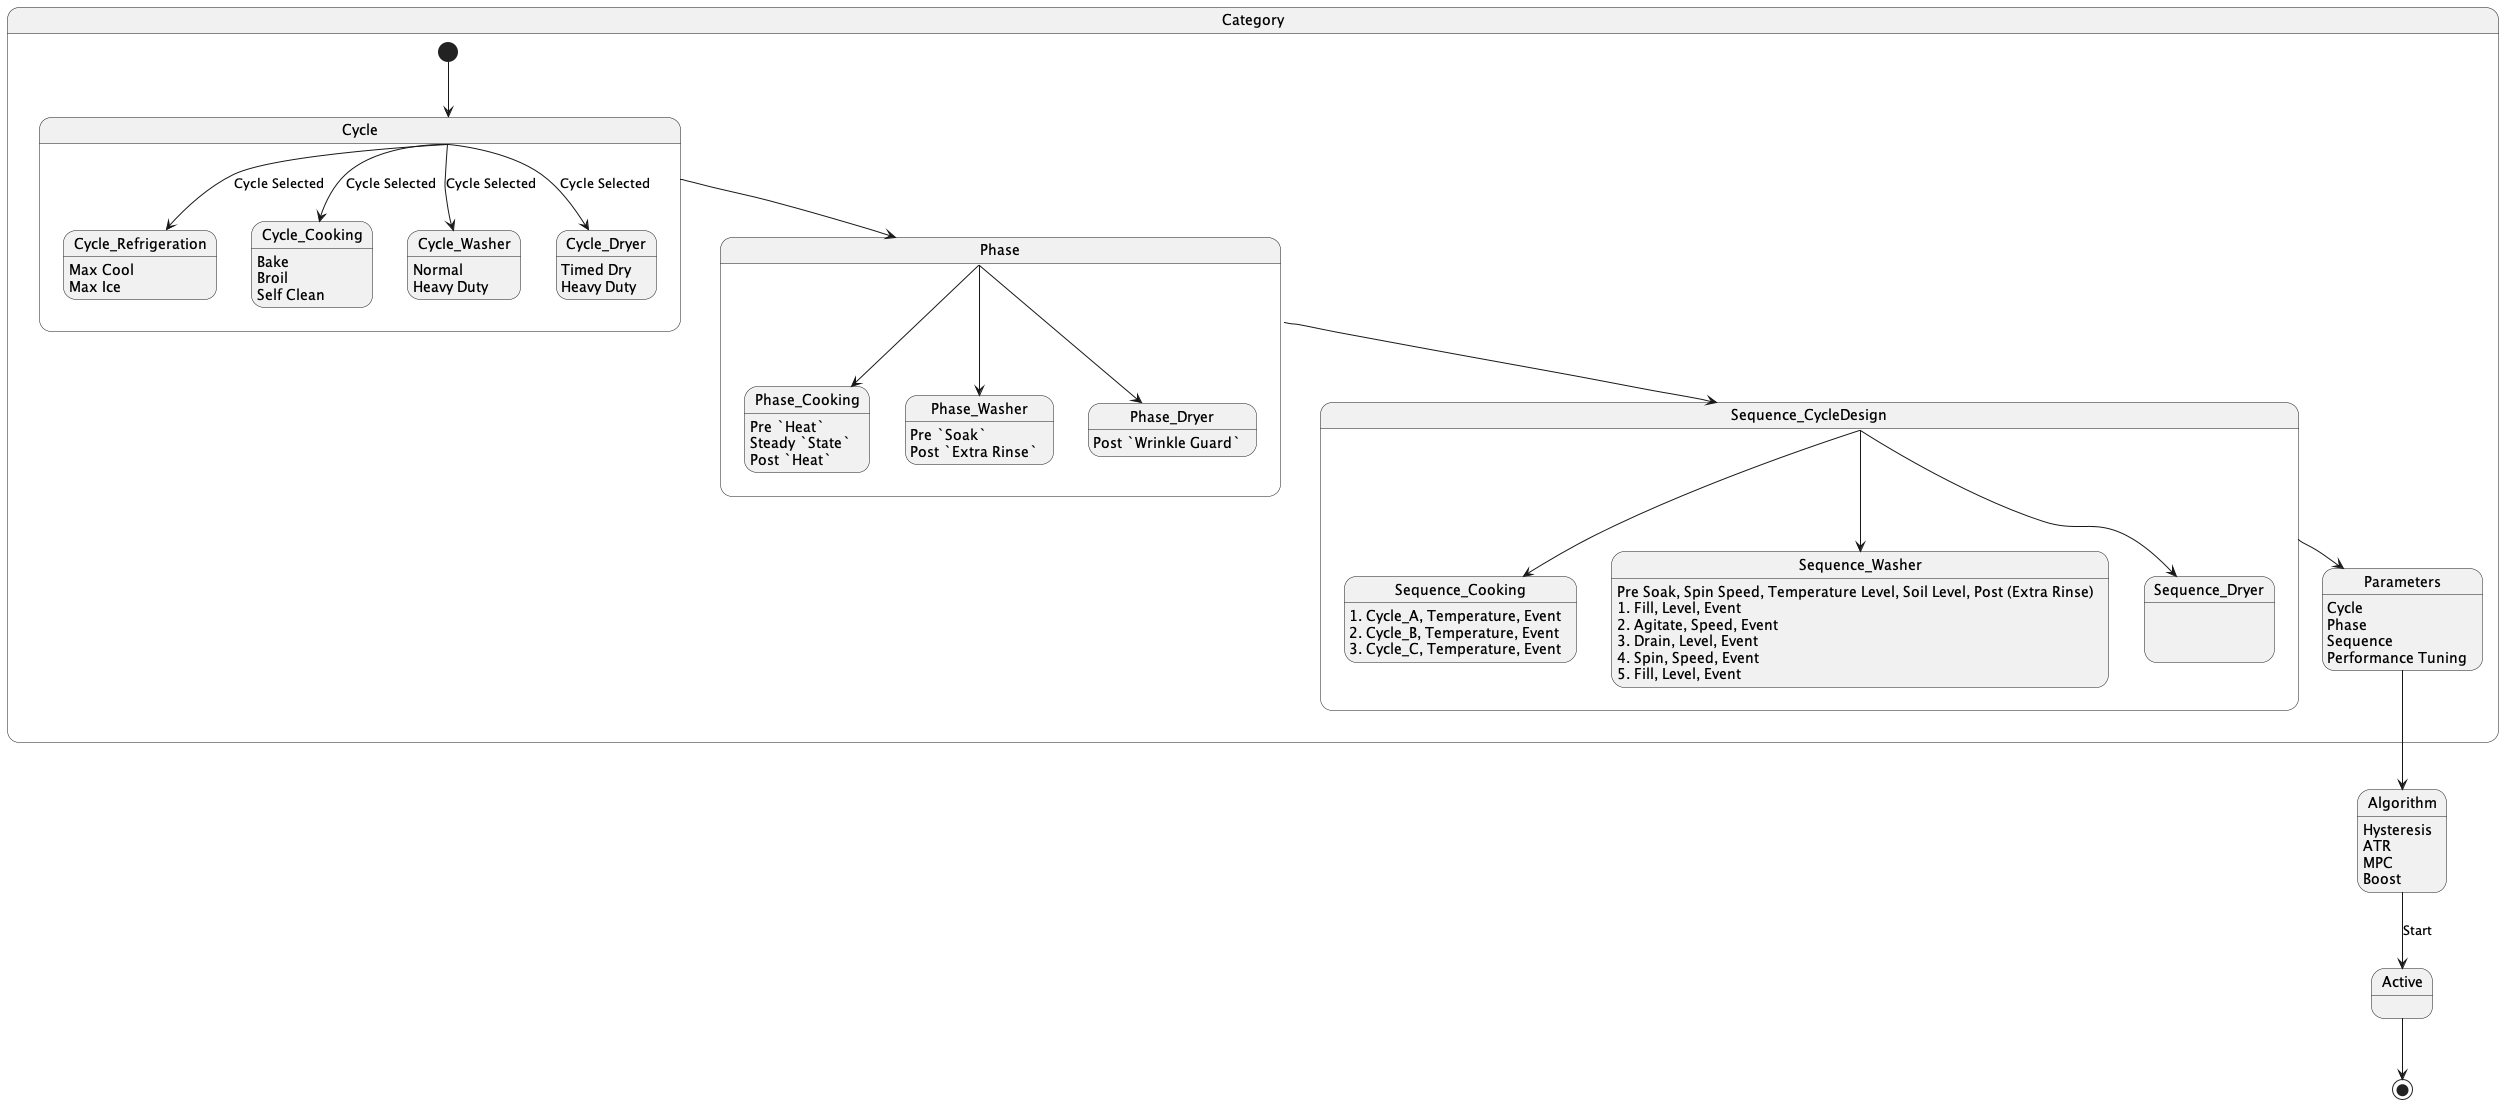 Category
Cycle
Cycle Selected
Cycle Selected
Cycle Selected
Cycle Selected
Cycle_Refrigeration
Max Cool
Max Ice
Cycle_Cooking
Bake
Broil
Self Clean
Cycle_Washer
Normal
Heavy Duty
Cycle_Dryer
Timed Dry
Heavy Duty
Phase
Phase_Cooking
Pre `Heat`
Steady `State`
Post `Heat`
Phase_Washer
Pre `Soak`
Post `Extra Rinse`
Phase_Dryer
Post `Wrinkle Guard`
Sequence_CycleDesign
Sequence_Cooking
1. Cycle_A, Temperature, Event
2. Cycle_B, Temperature, Event
3. Cycle_C, Temperature, Event
Sequence_Washer
Pre Soak, Spin Speed, Temperature Level, Soil Level, Post (Extra Rinse)
1. Fill, Level, Event
2. Agitate, Speed, Event
3. Drain, Level, Event
4. Spin, Speed, Event
5. Fill, Level, Event
Sequence_Dryer
Parameters
Cycle
Phase
Sequence
Performance Tuning
Algorithm
Hysteresis
ATR
MPC
Boost
Start
Active